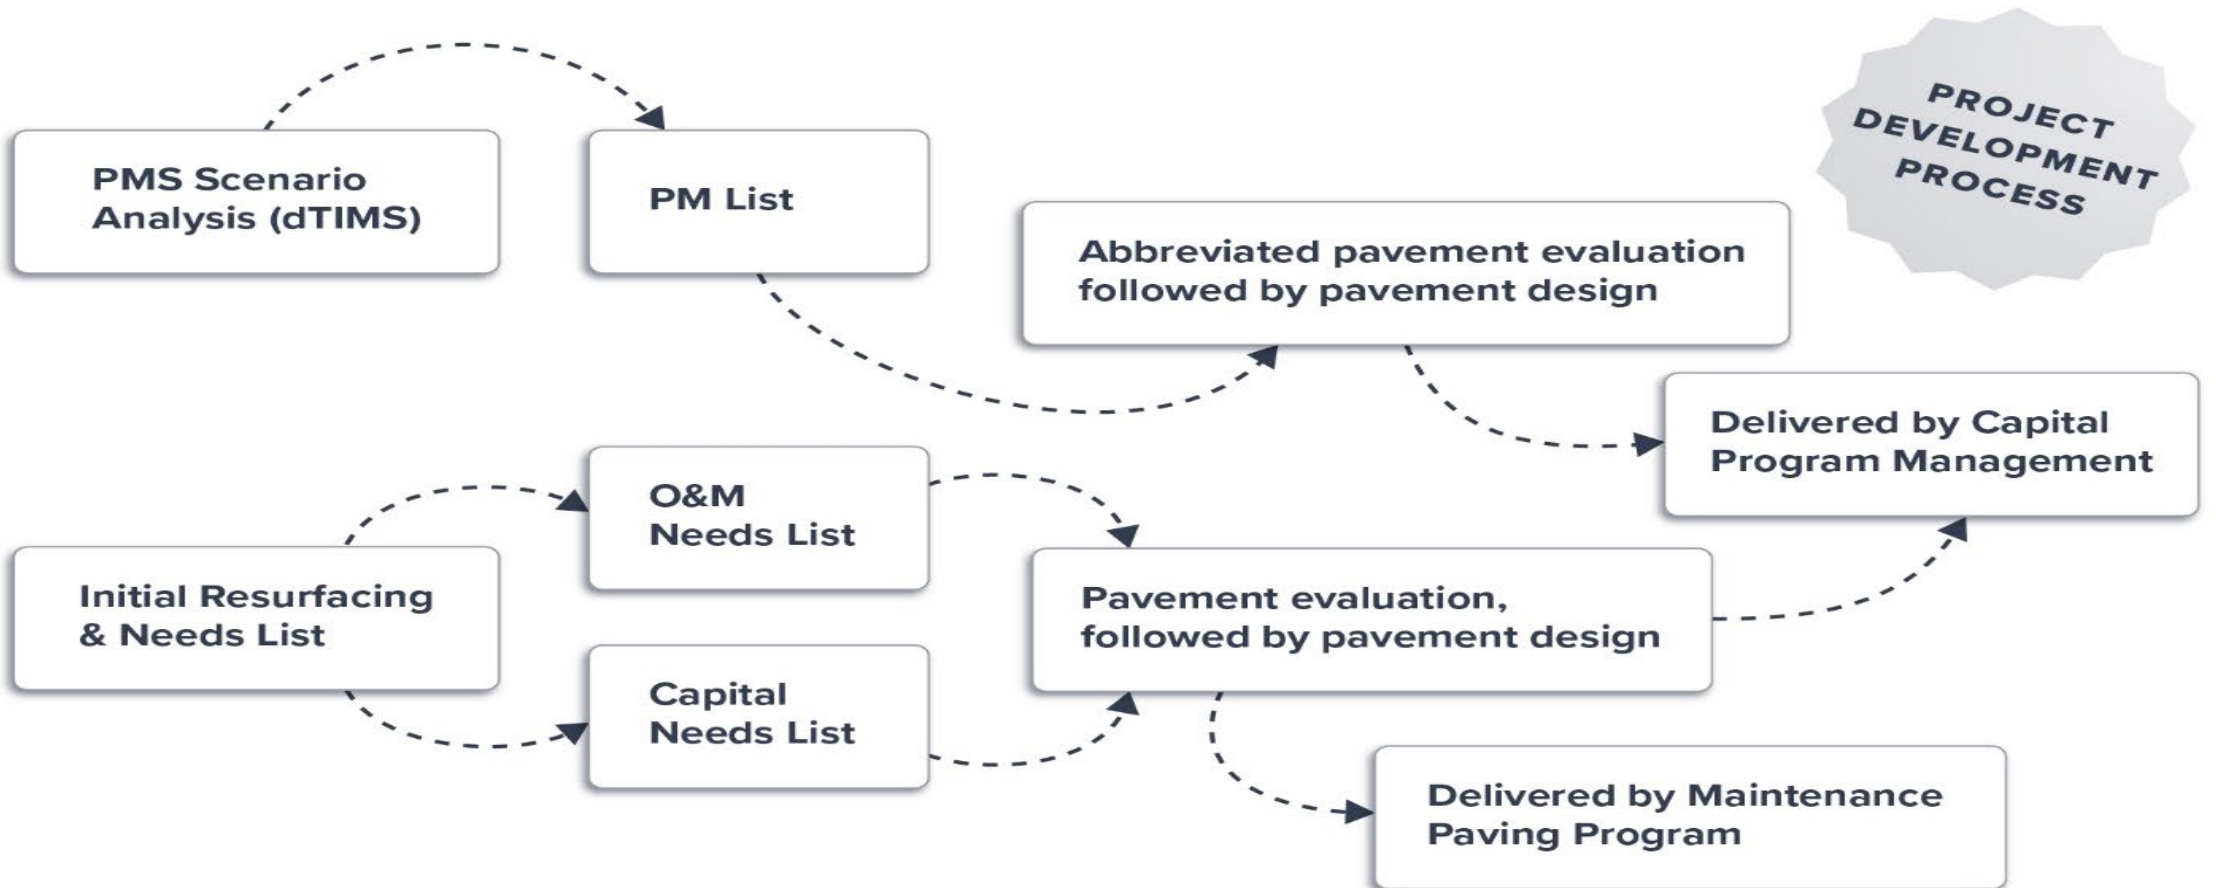 PROJECT
DEVELOPMENT
PROCESS
PMS Scenario
Analysis (dTIMS)
PM List
Abbreviated pavement evaluation
followed by pavement design
Delivered by Capital
Program Management
O&M
Needs List
Initial Resurfacing
& Needs List
Pavement evaluation,
followed by pavement design
Capital
Needs List
Delivered by Maintenance
Paving Program